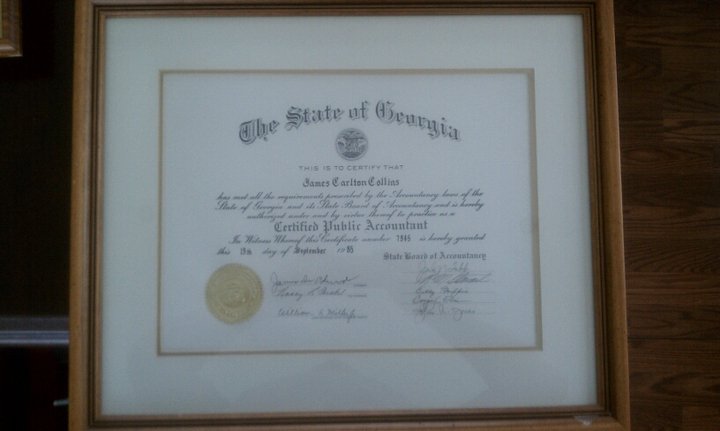 The State of Georgia
THIS IS TO CERTIFY THAT
James Carlton Collins
has met all the requirements prescribed by the Accountancy laws of the
State of Georgia and its State Board of Accountancy and is hereby
authorized under and by virtue thereof to practice as a
Certified Public Accountant
In Witness Whereof this Certificate number 7945 is hereby granted
this 15th day of September 1988
State Board of Accountancy